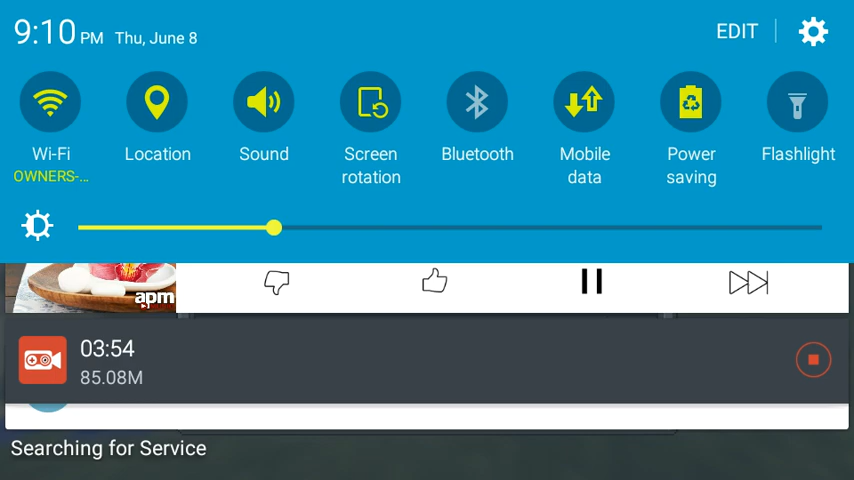 9:10 PM Thu, June 8
EDIT
Wi-Fi
OWNERS-...
Location
Sound
Screen
rotation
Bluetooth
Mobile
data
Power
saving
Flashlight
apm
03:54
85.08M
Searching for Service